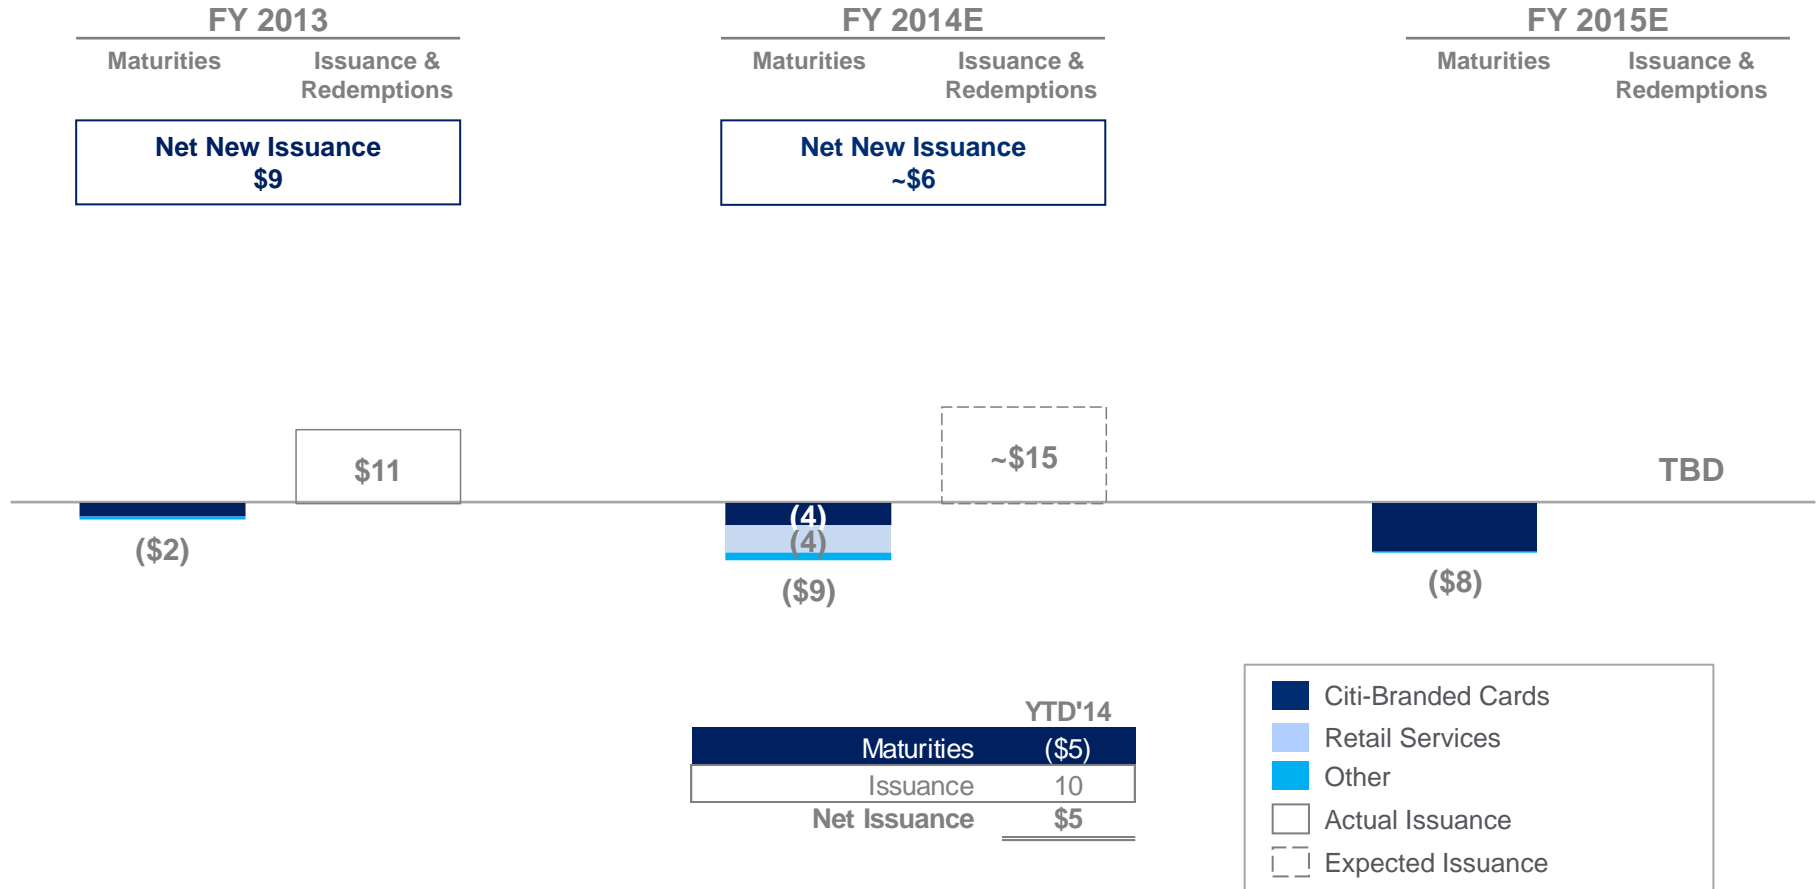 FY 2013
FY 2014E
FY 2015E
Maturities
Issuance &
Redemptions
Maturities
Issuance &
Redemptions
Maturities
Issuance &
Redemptions
Net New Issuance
$9
Net New Issuance
~$6
$11
~$15
TBD
($2)
(4)
(4)
($9)
($8)
YTD'14
Maturities ($5)
Issuance 10
Net Issuance $5
Citi-Branded Cards
Retail Services
Other
Actual Issuance
Expected Issuance